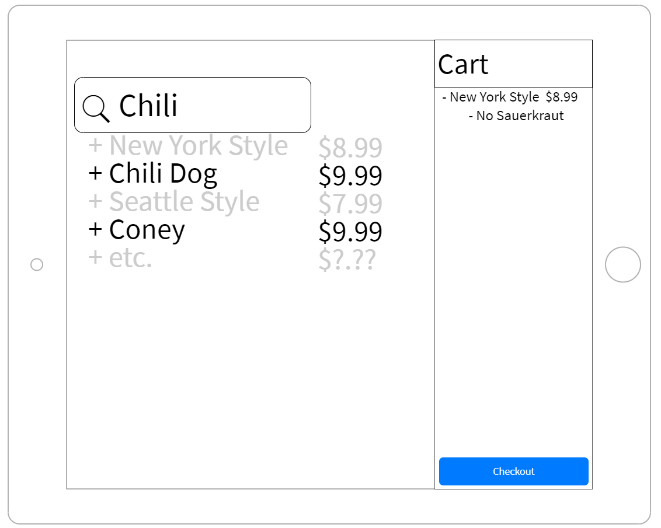 Cart
Chili
- New York Style $8.99
- No Sauerkraut
+ New York Style $8.99
+ Chili Dog $9.99
+ Seattle Style $7.99
+ Coney $9.99
+ etc. $?.??
Checkout